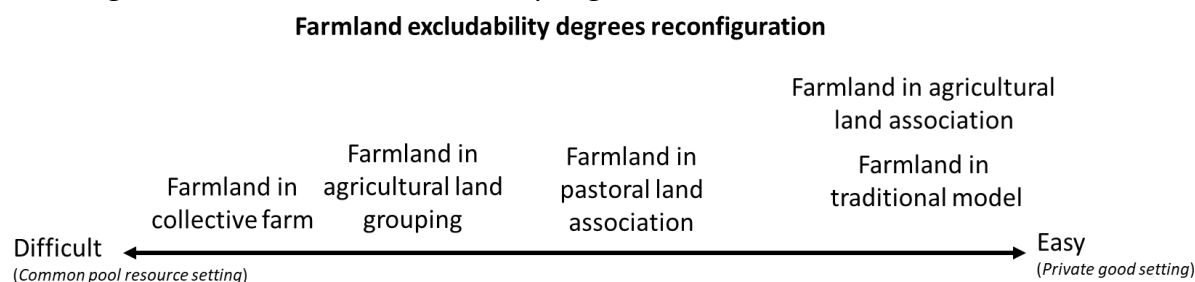 Farmland excludability degrees reconfiguration
Farmland in agricultural
land association
Farmland in
traditional model
Farmland in
pastoral land
association
Farmland in
agricultural land
grouping
Farmland in
collective farm
Difficult
(Common pool resource setting)
Easy
(Private good setting)